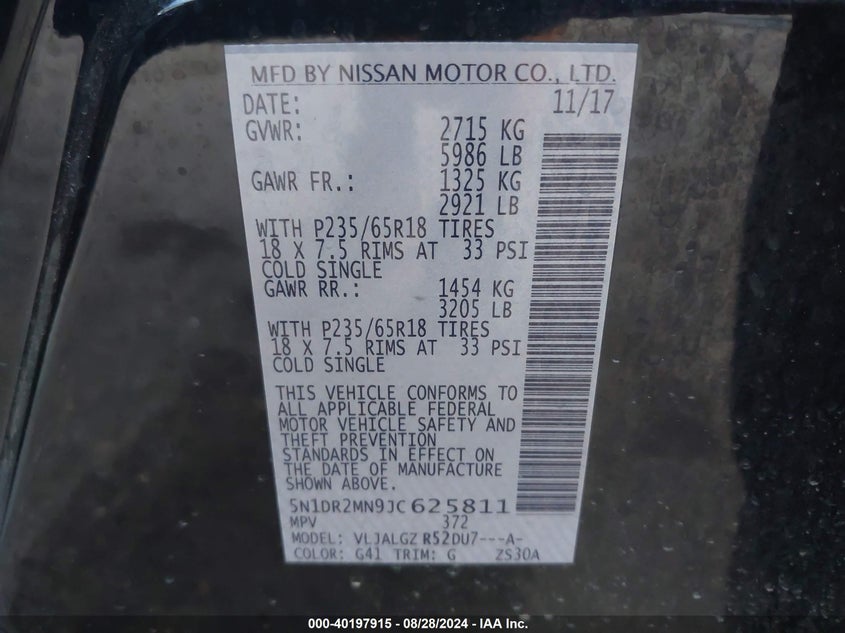 MFD BY NISSAN MOTOR CO., LTD.
DATE: 11/17
GVWR: 2715 KG
5986 LB
GAWR FR.: 1325 KG
2921 LB
WITH P235/65R18 TIRES
18 X 7.5 RIMS AT 33 PSI
COLD SINGLE
GAWR RR.: 1454 KG
3205 LB
WITH P235/65R18 TIRES
18 X 7.5 RIMS AT 33 PSI
COLD SINGLE
THIS VEHICLE CONFORMS TO
ALL APPLICABLE FEDERAL
MOTOR VEHICLE SAFETY AND
THEFT PREVENTION
STANDARDS IN EFFECT ON
THE DATE OF MANUFACTURE
SHOWN ABOVE.
5N1DR2MN9JC625811
MPV 372
MODEL: VLJALGZ R52DU7---A-
COLOR: G41 TRIM: G ZS30A
000-40197915 / 08/28/2024 - IAA Inc.